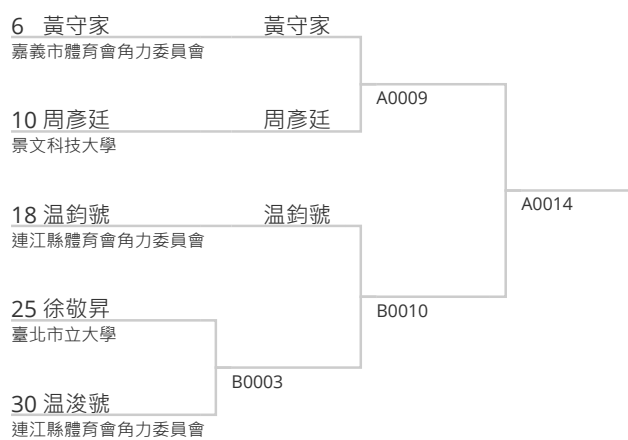 6 黃守家 黃守家
嘉義市體育會角力委員會
A0009
10 周彥廷 周彥廷
景文科技大學
A0014
18 温鈞號 温鈞號
連江縣體育會角力委員會
25 徐敬昇
B0010
臺北市立大學
B0003
30 温浚號
連江縣體育會角力委員會